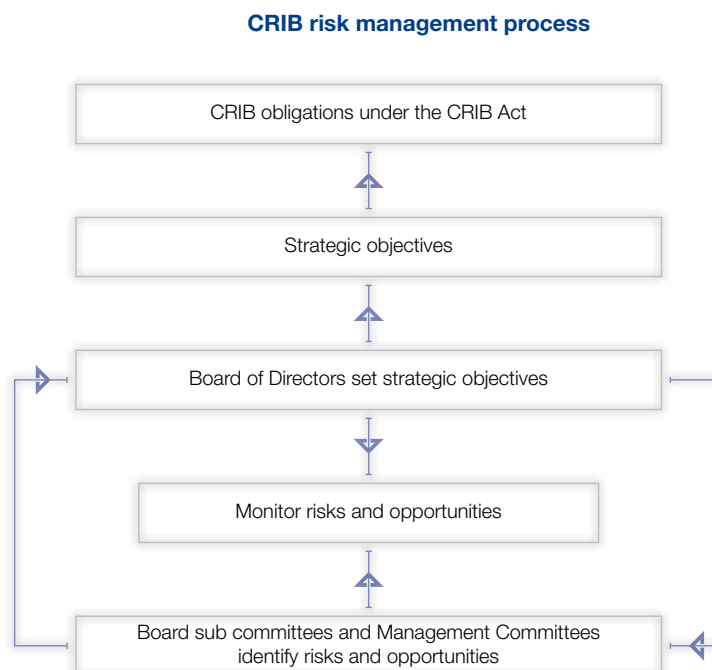 CRIB risk management process
CRIB obligations under the CRIB Act
Strategic objectives
Board of Directors set strategic objectives
Monitor risks and opportunities
Board sub committees and Management Committees
identify risks and opportunities